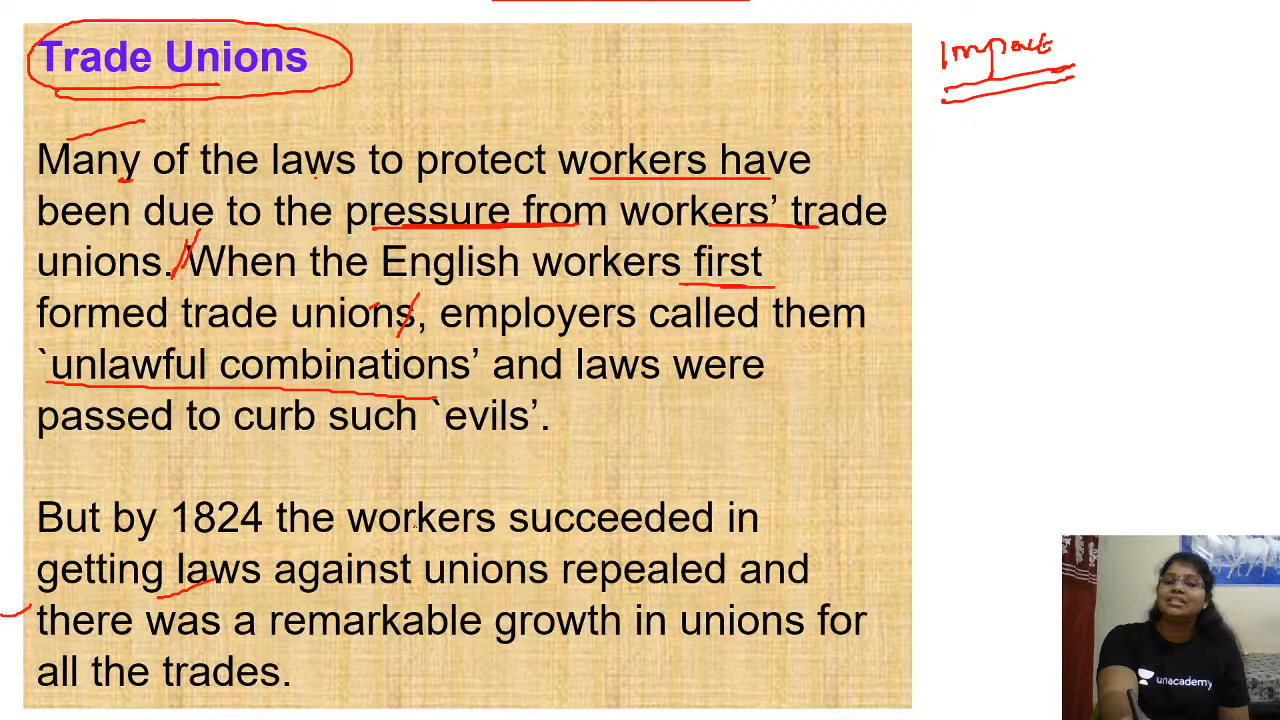 Trade Unions
Impact
Many of the laws to protect workers have
been due to the pressure from workers’ trade
unions. When the English workers first
formed trade unions, employers called them
`unlawful combinations’ and laws were
passed to curb such `evils’.
But by 1824 the workers succeeded in
getting laws against unions repealed and
there was a remarkable growth in unions for
all the trades.
unacademy